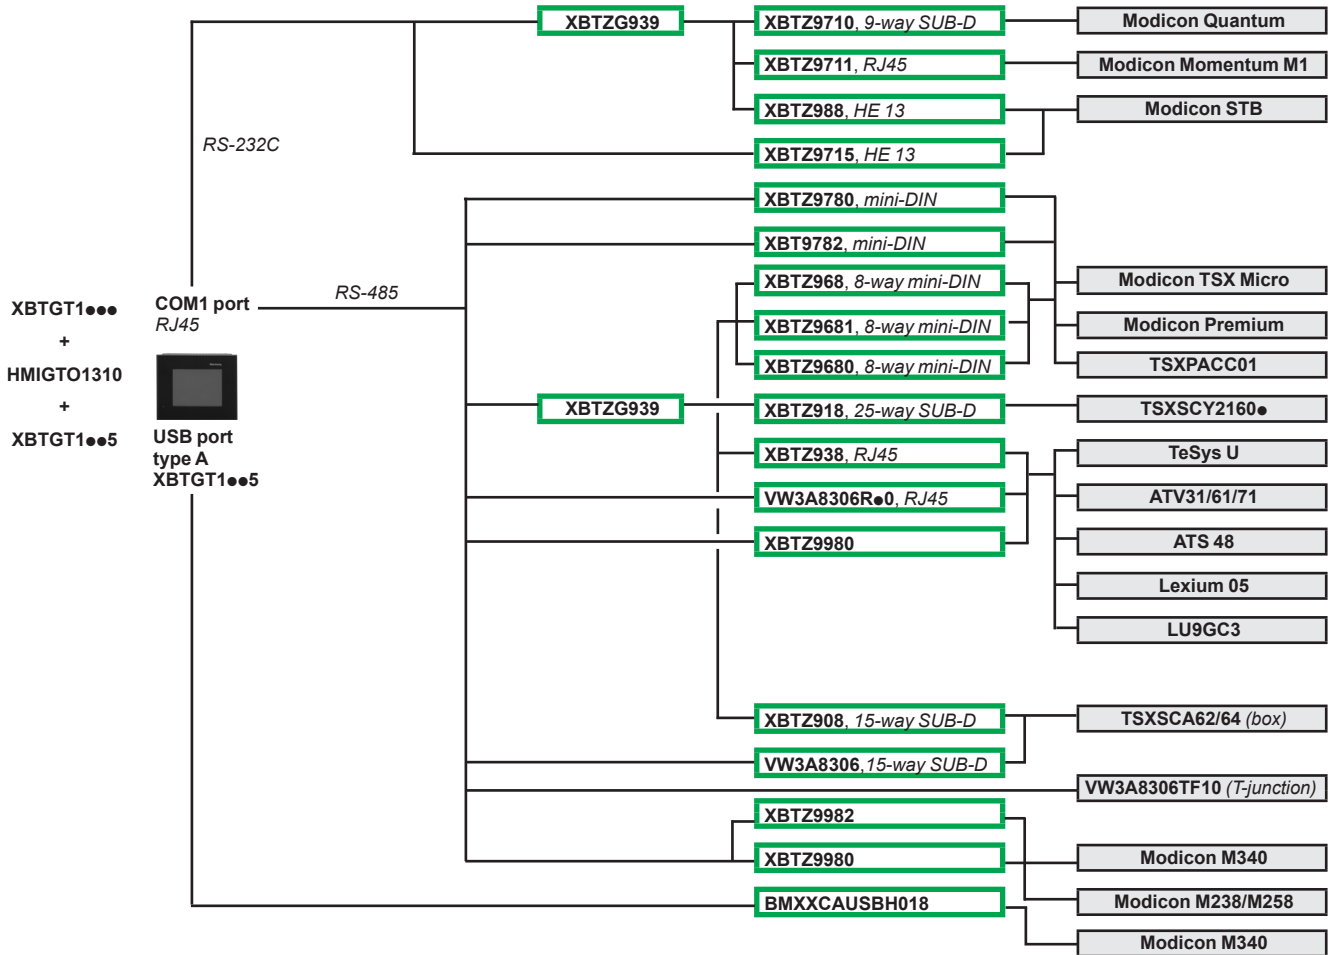 XBTZG939
XBTZ9710, 9-way SUB-D
Modicon Quantum
XBTZ9711, RJ45
Modicon Momentum M1
XBTZ988, HE 13
Modicon STB
RS-232C
XBTZ9715, HE 13
XBTZ9780, mini-DIN
XBT9782, mini-DIN
XBTZ968, 8-way mini-DIN
Modicon TSX Micro
RS-485
XBTGT1●●●
COM1 port
RJ45
XBTZ9681, 8-way mini-DIN
Modicon Premium
+
XBTZ9680, 8-way mini-DIN
TSXPACC01
HMIGTO1310
+
XBTZG939
XBTZ918, 25-way SUB-D
TSXSCY2160●
XBTGT1●●5
USB port
type A
XBTGT1●●5
XBTZ938, RJ45
TeSys U
VW3A8306R●0, RJ45
ATV31/61/71
XBTZ9980
ATS 48
Lexium 05
LU9GC3
XBTZ908, 15-way SUB-D
TSXSCA62/64 (box)
VW3A8306,15-way SUB-D
VW3A8306TF10 (T-junction)
XBTZ9982
XBTZ9980
Modicon M340
BMXXCAUSBH018
Modicon M238/M258
Modicon M340